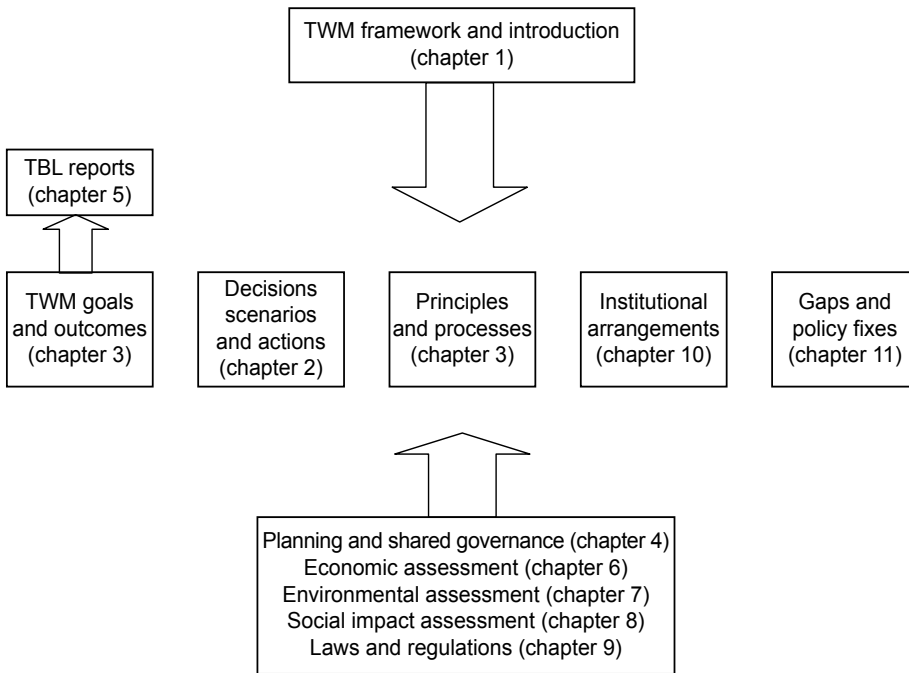 TWM framework and introduction
(chapter 1)
TBL reports
(chapter 5)
TWM goals
and outcomes
(chapter 3)
Decisions
scenarios
and actions
(chapter 2)
Principles
and processes
(chapter 3)
Institutional
arrangements
(chapter 10)
Gaps and
policy fixes
(chapter 11)
Planning and shared governance (chapter 4)
Economic assessment (chapter 6)
Environmental assessment (chapter 7)
Social impact assessment (chapter 8)
Laws and regulations (chapter 9)